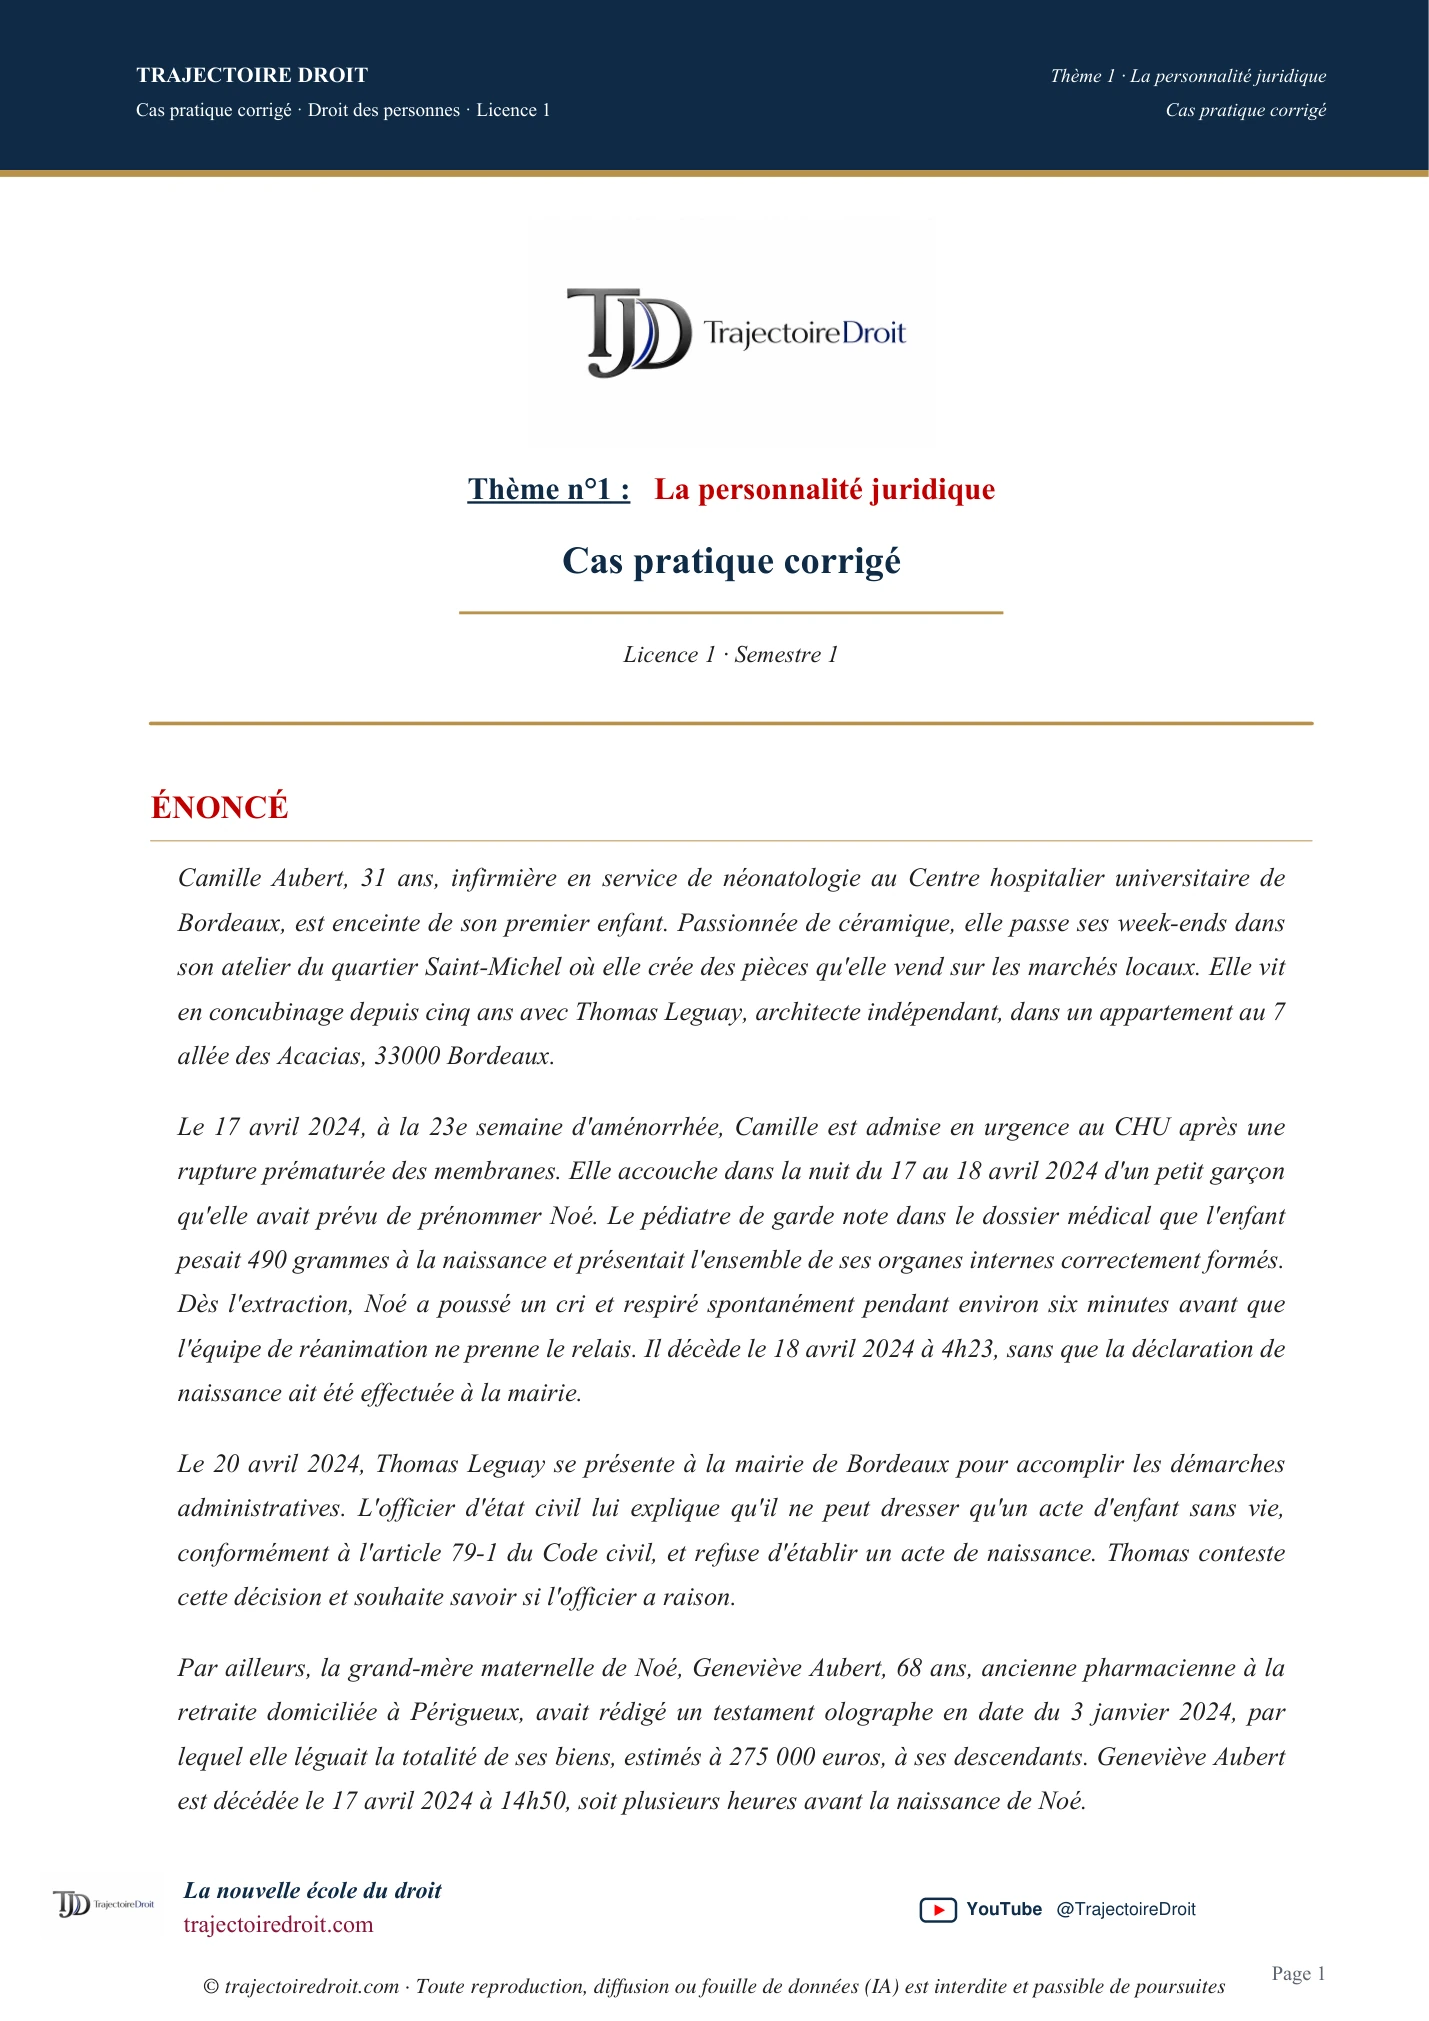 TRAJECTOIRE DROIT
Thème 1 · La personnalité juridique
Cas pratique corrigé · Droit des personnes · Licence 1
Cas pratique corrigé
TJD TrajectoireDroit
Thème n°1 : La personnalité juridique
Cas pratique corrigé
Licence 1 · Semestre 1
ÉNONCÉ
Camille Aubert, 31 ans, infirmière en service de néonatologie au Centre hospitalier universitaire de
Bordeaux, est enceinte de son premier enfant. Passionnée de céramique, elle passe ses week-ends dans
son atelier du quartier Saint-Michel où elle crée des pièces qu'elle vend sur les marchés locaux. Elle vit
en concubinage depuis cinq ans avec Thomas Leguay, architecte indépendant, dans un appartement au 7
allée des Acacias, 33000 Bordeaux.
Le 17 avril 2024, à la 23e semaine d'aménorrhée, Camille est admise en urgence au CHU après une
rupture prématurée des membranes. Elle accouche dans la nuit du 17 au 18 avril 2024 d'un petit garçon
qu'elle avait prévu de prénommer Noé. Le pédiatre de garde note dans le dossier médical que l'enfant
pesait 490 grammes à la naissance et présentait l'ensemble de ses organes internes correctement formés.
Dès l'extraction, Noé a poussé un cri et respiré spontanément pendant environ six minutes avant que
l'équipe de réanimation ne prenne le relais. Il décède le 18 avril 2024 à 4h23, sans que la déclaration de
naissance ait été effectuée à la mairie.
Le 20 avril 2024, Thomas Leguay se présente à la mairie de Bordeaux pour accomplir les démarches
administratives. L'officier d'état civil lui explique qu'il ne peut dresser qu'un acte d'enfant sans vie,
conformément à l'article 79-1 du Code civil, et refuse d'établir un acte de naissance. Thomas conteste
cette décision et souhaite savoir si l'officier a raison.
Par ailleurs, la grand-mère maternelle de Noé, Geneviève Aubert, 68 ans, ancienne pharmacienne à la
retraite domiciliée à Périgueux, avait rédigé un testament olographe en date du 3 janvier 2024, par
lequel elle léguait la totalité de ses biens, estimés à 275 000 euros, à ses descendants. Geneviève Aubert
est décédée le 17 avril 2024 à 14h50, soit plusieurs heures avant la naissance de Noé.
TJD TrajectoireDroit
La nouvelle école du droit
trajectoiredroit.com
YouTube @TrajectoireDroit
© trajectoiredroit.com · Toute reproduction, diffusion ou fouille de données (IA) est interdite et passible de poursuites
Page 1